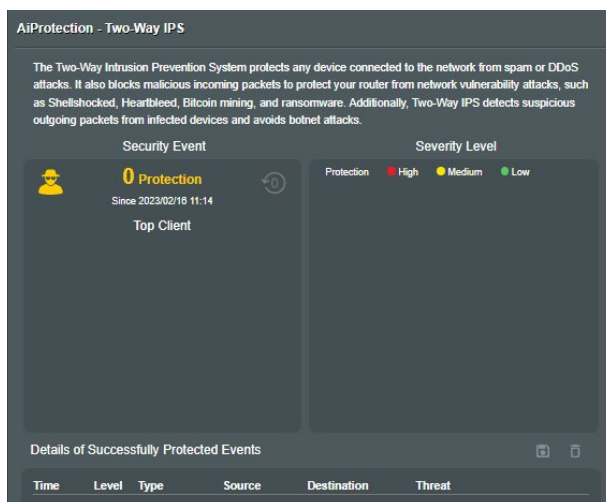 AiProtection - Two-Way IPS
The Two-Way Intrusion Prevention System protects any device connected to the network from spam or DDoS
attacks. It also blocks malicious incoming packets to protect your router from network vulnerability attacks, such
as Shellshocked, Heartbleed, Bitcoin mining, and ransomware. Additionally, Two-Way IPS detects suspicious
outgoing packets from infected devices and avoids botnet attacks.
Security Event
0 Protection
0
Since 2023/02/16 11:14
Top Client
Severity Level
Protection High Medium Low
Details of Successfully Protected Events
Time Level Type Source Destination Threat